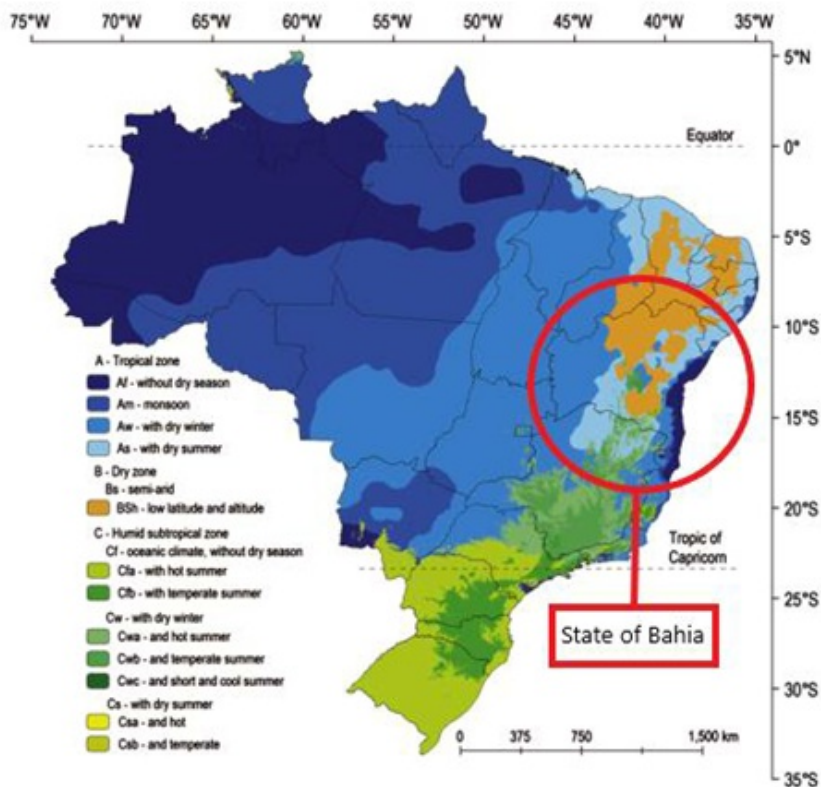 75°W 70°W 65°W 60°W 55°W 50°W 45°W 40°W 35°W
5°N
Equator
0°
5°S
10°S
15°S
20°S
25°S
30°S
35°S
A - Tropical zone
Af - without dry season
Am - monsoon
Aw - with dry winter
As - with dry summer
B - Dry zone
Bs - semi-arid
BSh - low latitude and altitude
C - Humid subtropical zone
Cf - oceanic climate, without dry season
Cfa - with hot summer
Cfb - with temperate summer
Cw - with dry winter
Cwa - and hot summer
Cwb - and temperate summer
Cwc - and short and cool summer
Cs - with dry summer
Csa - and hot
Csb - and temperate
Tropic of
Capricorn
State of Bahia
0 375 750 1,500 km